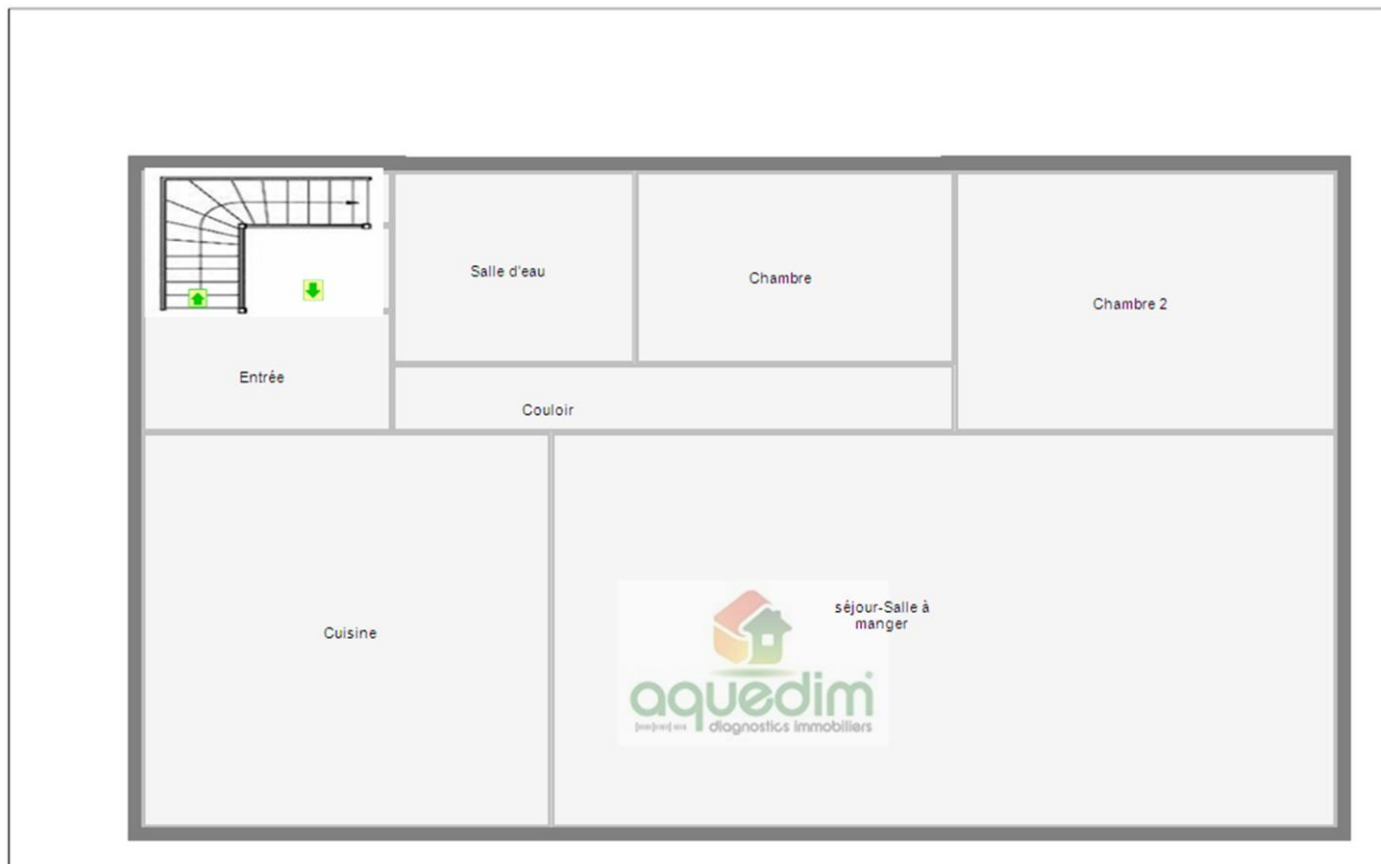 Salle d'eau
Chambre
Chambre 2
Entrée
Couloir
Cuisine
séjour-Salle à
manger
aquedim
diagnostics immobiliers